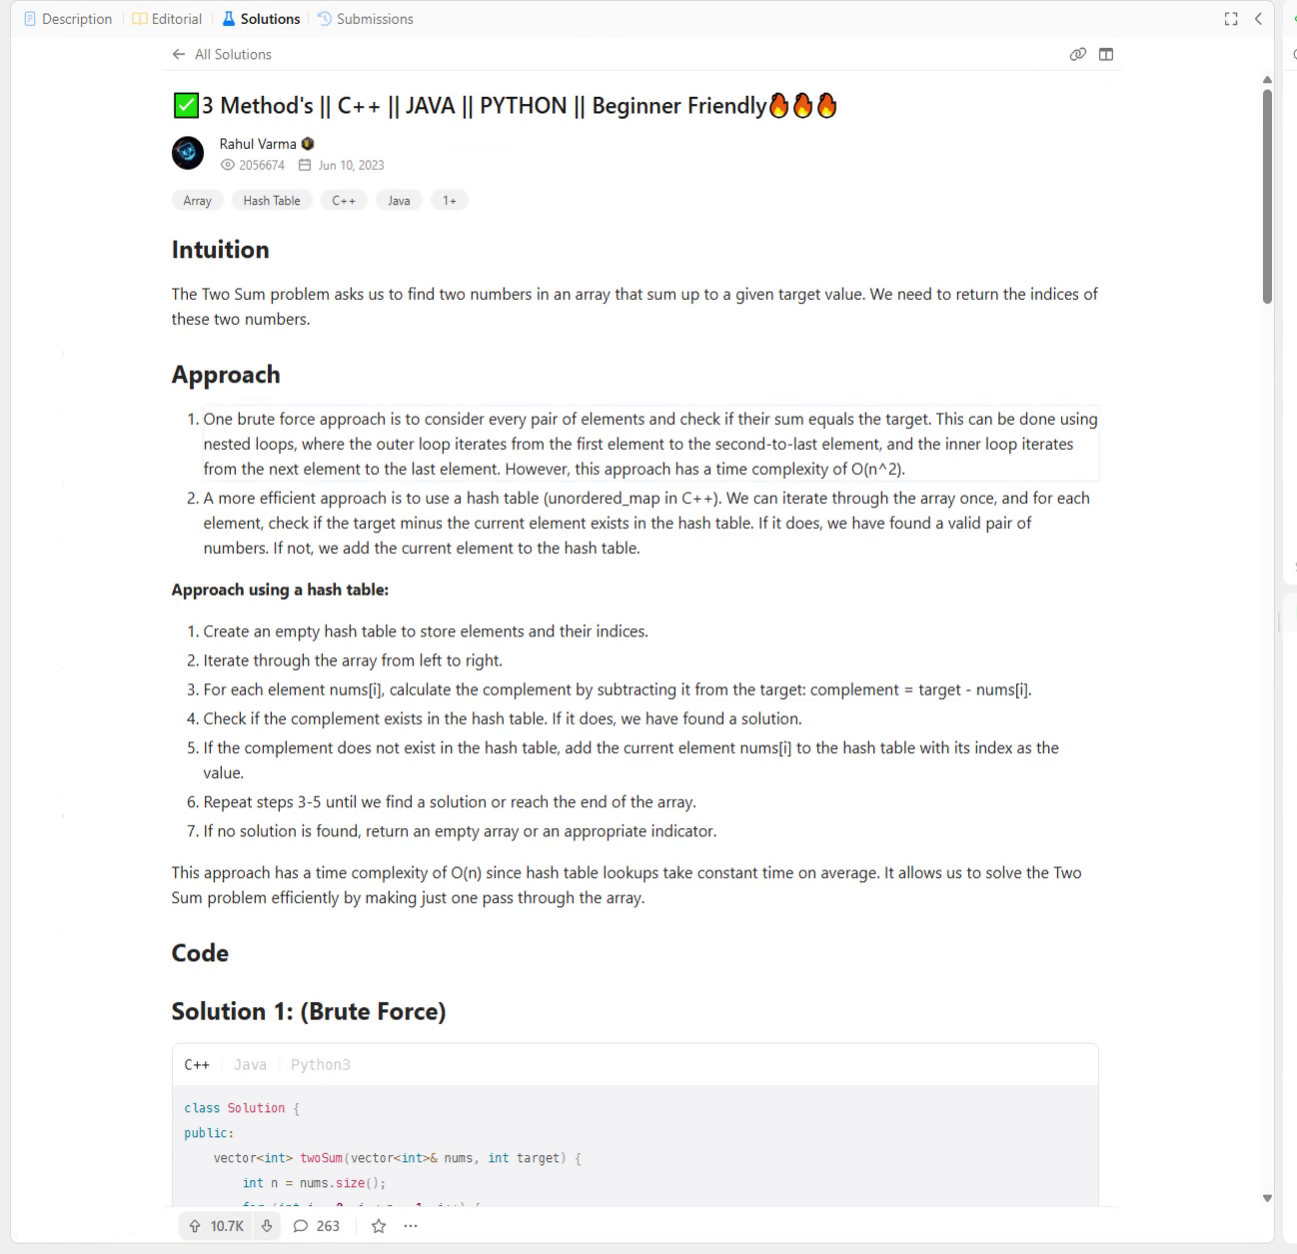 Description Editorial Solutions Submissions
All Solutions
✅3 Method's || C++ || JAVA || PYTHON || Beginner Friendly🔥🔥🔥
Rahul Varma
2056674 Jun 10, 2023
Array Hash Table C++ Java 1+
Intuition
The Two Sum problem asks us to find two numbers in an array that sum up to a given target value. We need to return the indices of
these two numbers.
Approach
1. One brute force approach is to consider every pair of elements and check if their sum equals the target. This can be done using
nested loops, where the outer loop iterates from the first element to the second-to-last element, and the inner loop iterates
from the next element to the last element. However, this approach has a time complexity of O(n^2).
2. A more efficient approach is to use a hash table (unordered_map in C++). We can iterate through the array once, and for each
element, check if the target minus the current element exists in the hash table. If it does, we have found a valid pair of
numbers. If not, we add the current element to the hash table.
Approach using a hash table:
1. Create an empty hash table to store elements and their indices.
2. Iterate through the array from left to right.
3. For each element nums[i], calculate the complement by subtracting it from the target: complement = target - nums[i].
4. Check if the complement exists in the hash table. If it does, we have found a solution.
5. If the complement does not exist in the hash table, add the current element nums[i] to the hash table with its index as the
value.
6. Repeat steps 3-5 until we find a solution or reach the end of the array.
7. If no solution is found, return an empty array or an appropriate indicator.
This approach has a time complexity of O(n) since hash table lookups take constant time on average. It allows us to solve the Two
Sum problem efficiently by making just one pass through the array.
Code
Solution 1: (Brute Force)
C++ Java Python3
class Solution {
public:
vector<int> twoSum(vector<int>& nums, int target) {
int n = nums.size();
10.7K 263